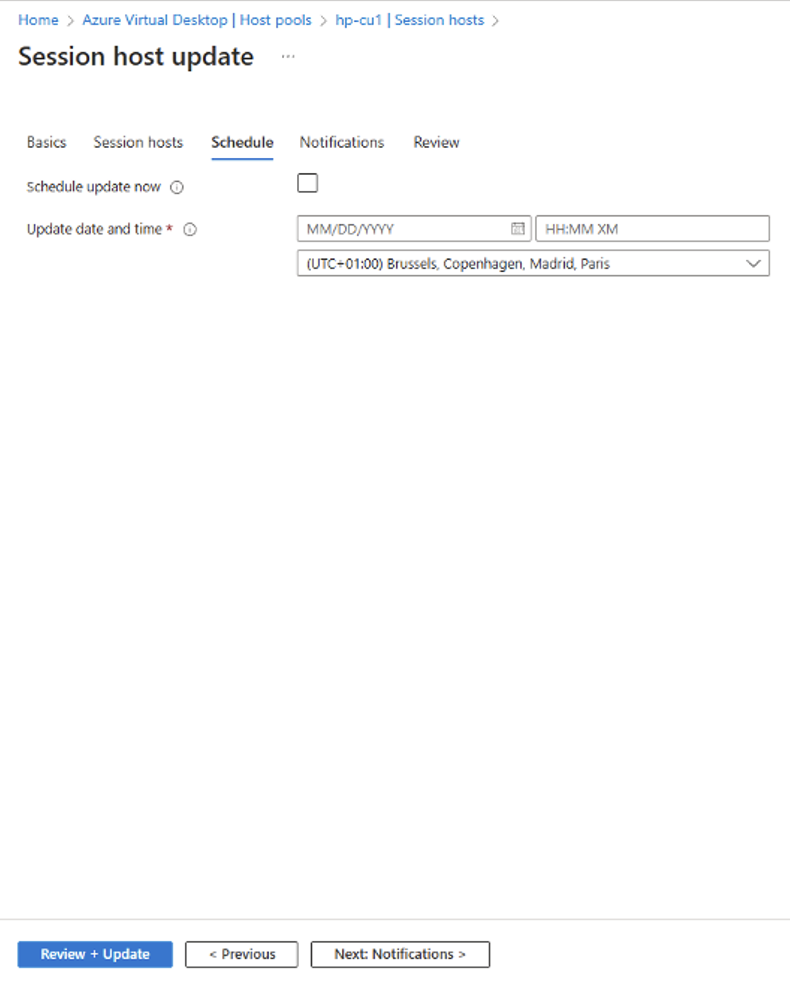 Home > Azure Virtual Desktop | Host pools > hp-cu1 | Session hosts >
Session host update ...
Basics Session hosts Schedule Notifications Review
Schedule update now
Update date and time *
MM/DD/YYYY HH:MM XM
(UTC+01:00) Brussels, Copenhagen, Madrid, Paris
Review + Update < Previous Next: Notifications >